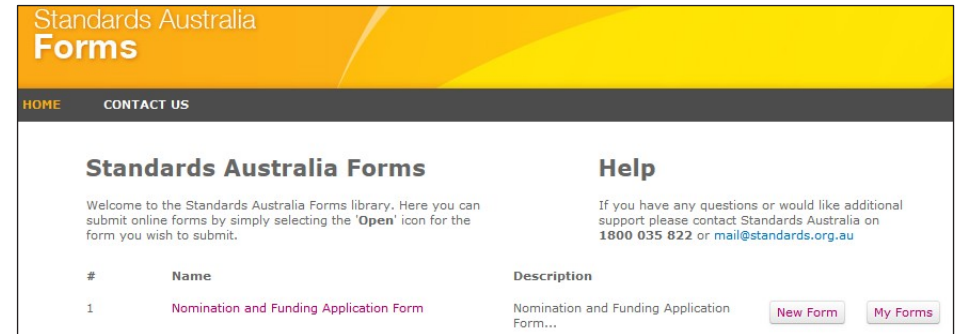 Standards Australia
Forms
HOME CONTACT US
Standards Australia Forms
Welcome to the Standards Australia Forms library. Here you can
submit online forms by simply selecting the 'Open' icon for the
form you wish to submit.
Help
If you have any questions or would like additional
support please contact Standards Australia on
1800 035 822 or mail@standards.org.au
# Name Description
1 Nomination and Funding Application Form Nomination and Funding Application
Form... New Form My Forms